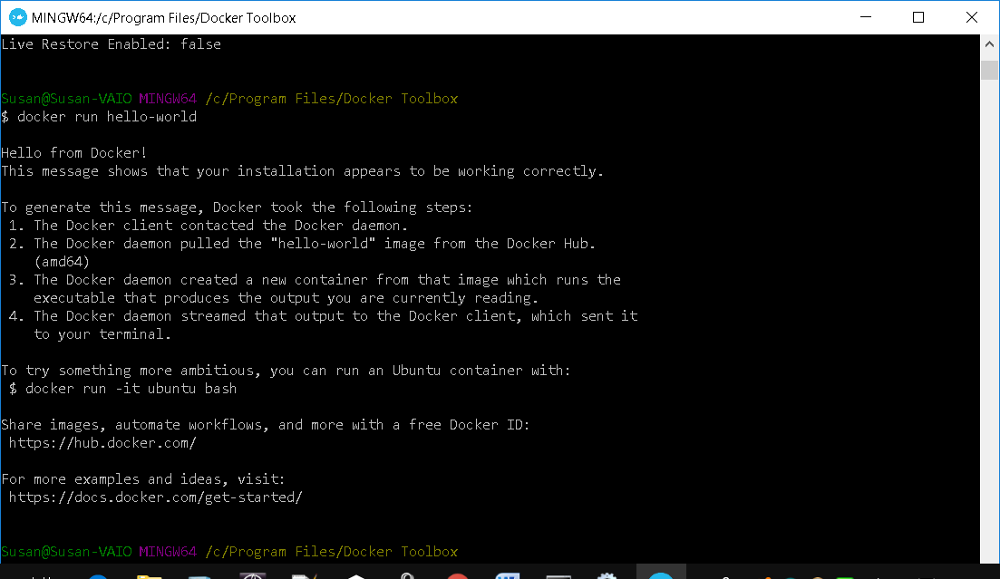 MINGW64:/c/Program Files/Docker Toolbox
Live Restore Enabled: false
Susan@Susan-VAIO MINGW64 /c/Program Files/Docker Toolbox
$ docker run hello-world
Hello from Docker!
This message shows that your installation appears to be working correctly.
To generate this message, Docker took the following steps:
1. The Docker client contacted the Docker daemon.
2. The Docker daemon pulled the "hello-world" image from the Docker Hub.
(amd64)
3. The Docker daemon created a new container from that image which runs the
executable that produces the output you are currently reading.
4. The Docker daemon streamed that output to the Docker client, which sent it
to your terminal.
To try something more ambitious, you can run an Ubuntu container with:
$ docker run -it ubuntu bash
Share images, automate workflows, and more with a free Docker ID:
https://hub.docker.com/
For more examples and ideas, visit:
https://docs.docker.com/get-started/
Susan@Susan-VAIO MINGW64 /c/Program Files/Docker Toolbox